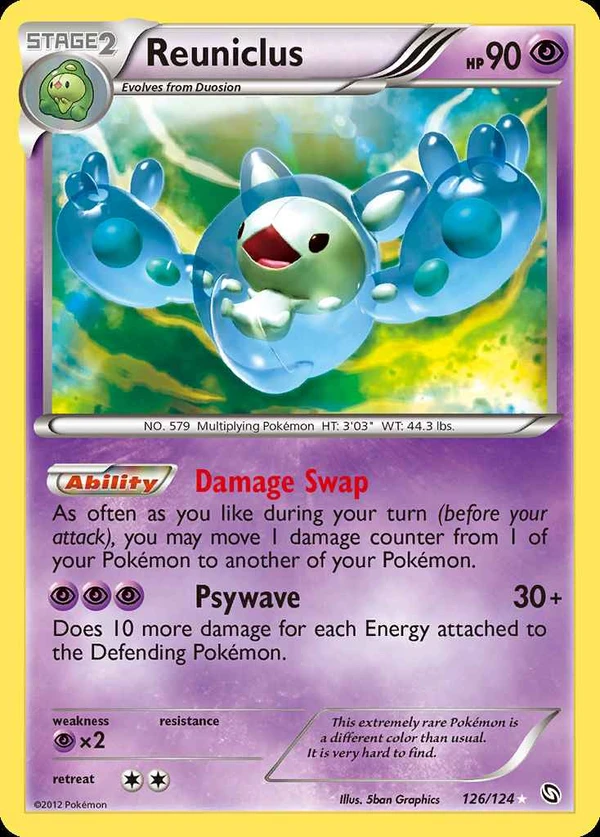 STAGE2
Reuniclus
HP 90
Evolves from Duosion
NO. 579 Multiplying Pokémon HT: 3'03" WT: 44.3 lbs.
Ability Damage Swap
As often as you like during your turn (before your
attack), you may move 1 damage counter from 1 of
your Pokémon to another of your Pokémon.
Psywave 30+
Does 10 more damage for each Energy attached to
the Defending Pokémon.
weakness resistance
×2
retreat
This extremely rare Pokémon is
a different color than usual.
It is very hard to find.
©2012 Pokémon Illus. 5ban Graphics 126/124